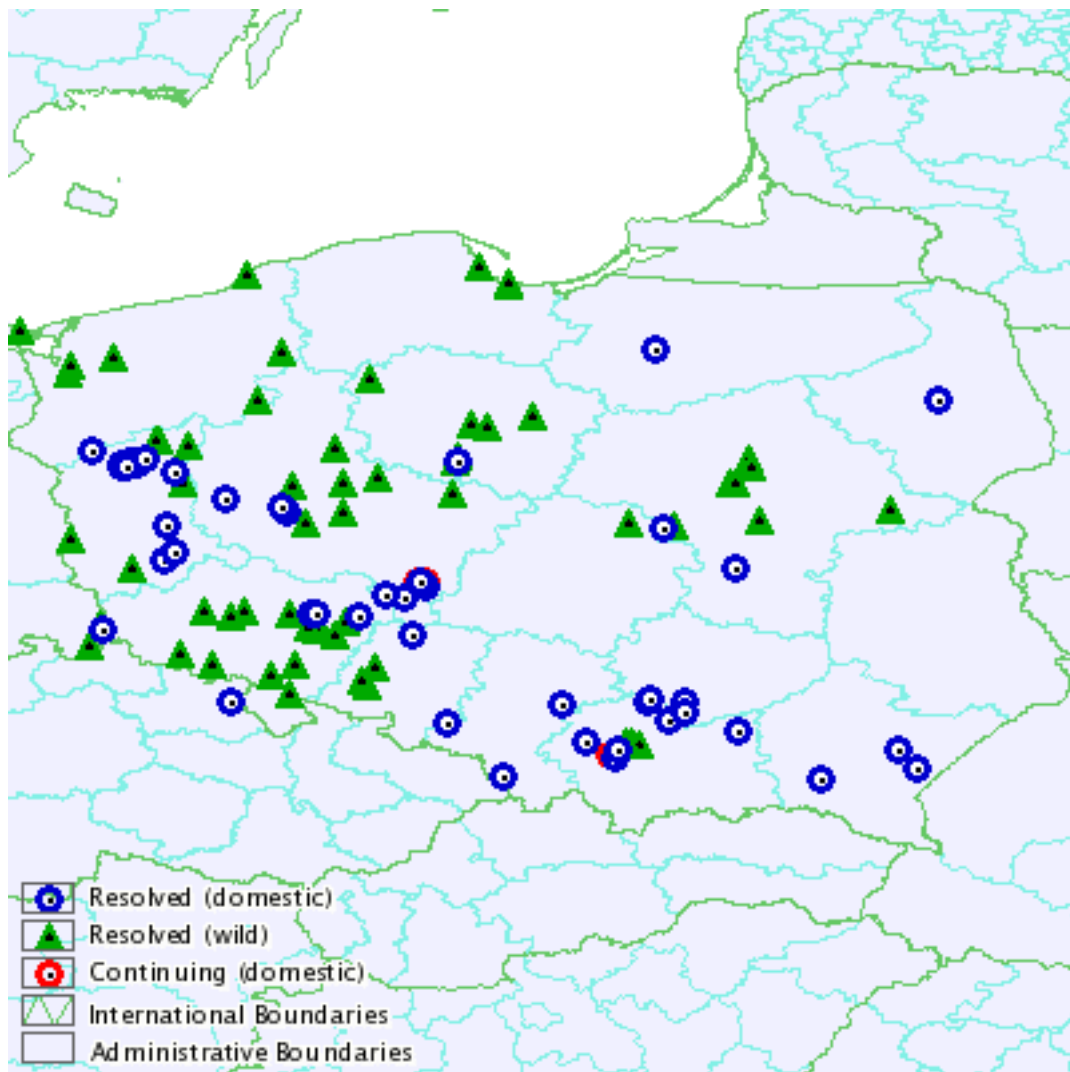 Resolved (domestic)
Resolved (wild)
Continuing (domestic)
International Boundaries
Administrative Boundaries